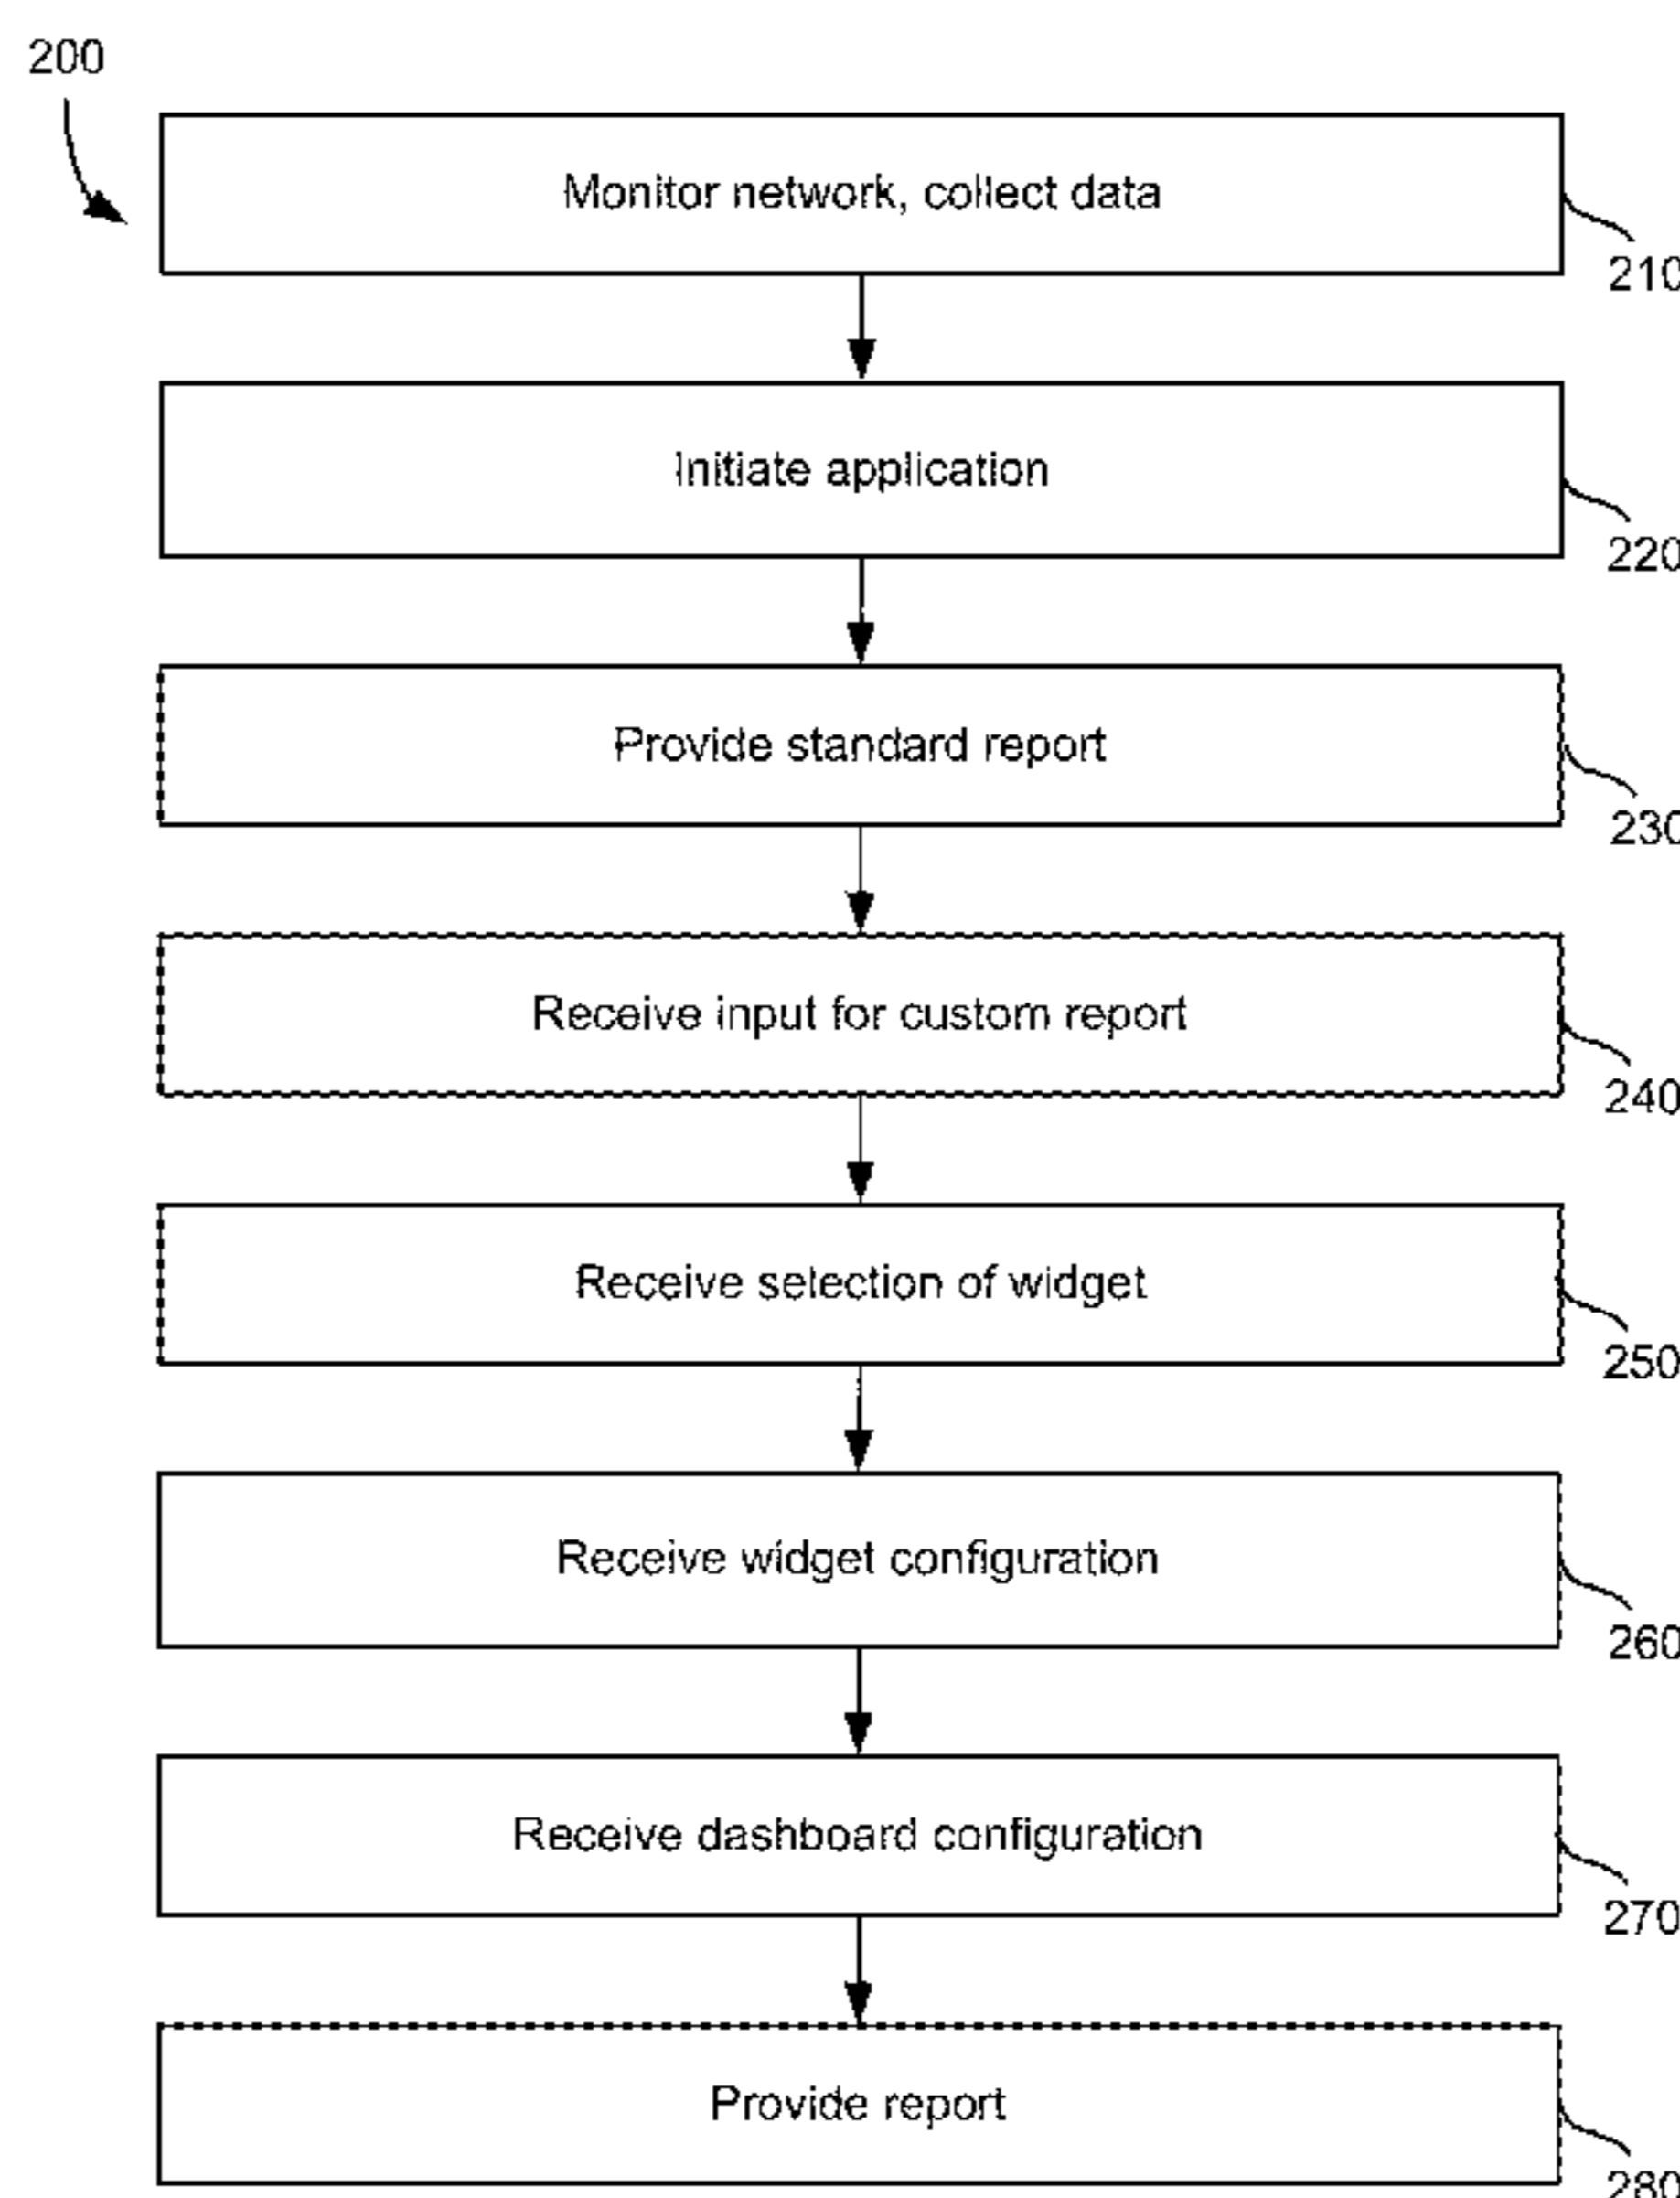 200
Monitor network, collect data
210
Initiate application
220
Provide standard report
230
Receive input for custom report
240
Receive selection of widget
250
Receive widget configuration
260
Receive dashboard configuration
270
Provide report
280